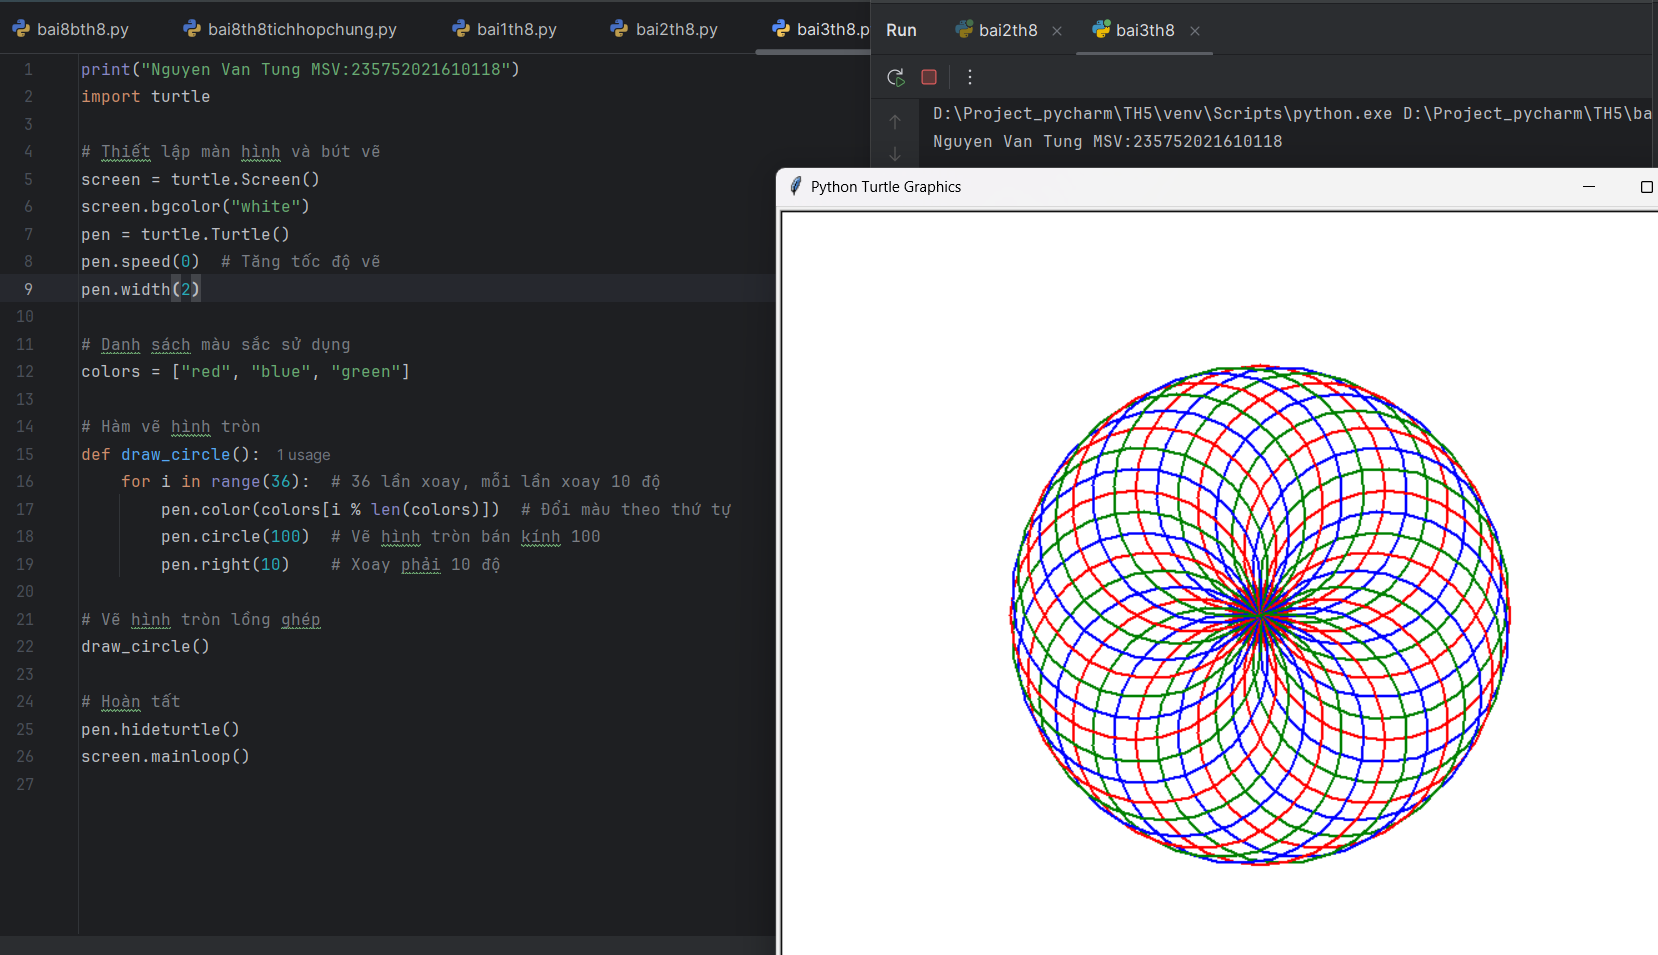 bai8bth8.py
bai8th8tichhopchung.py
bai1th8.py
bai2th8.py
bai3th8.p
Run
bai2th8
bai3th8
1 print("Nguyen Van Tung MSV:235752021610118")
2 import turtle
3
4 # Thiết lập màn hình và bút vẽ
5 screen = turtle.Screen()
6 screen.bgcolor("white")
7 pen = turtle.Turtle()
8 pen.speed(0)  # Tăng tốc độ vẽ
9 pen.width(2)
10
11 # Danh sách màu sắc sử dụng
12 colors = ["red", "blue", "green"]
13
14 # Hàm vẽ hình tròn
15 def draw_circle(): 1 usage
16     for i in range(36):  # 36 lần xoay, mỗi lần xoay 10 độ
17         pen.color(colors[i % len(colors)])  # Đổi màu theo thứ tự
18         pen.circle(100)  # Vẽ hình tròn bán kính 100
19         pen.right(10)    # Xoay phải 10 độ
20
21 # Vẽ hình tròn lồng ghép
22 draw_circle()
23
24 # Hoàn tất
25 pen.hideturtle()
26 screen.mainloop()
27
D:\Project_pycharm\TH5\venv\Scripts\python.exe D:\Project_pycharm\TH5\ba
Nguyen Van Tung MSV:235752021610118
Python Turtle Graphics